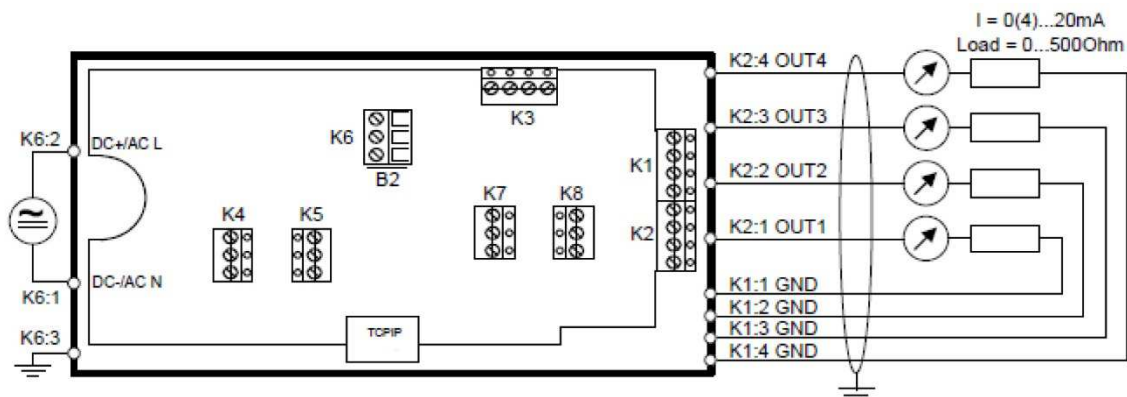 I = 0(4)...20mA
Load = 0...500Ohm
K2:4 OUT4
K3
K2:3 OUT3
K6:2
DC+/AC L
K6
B2
K1
K2:2 OUT2
K7
K8
K4
K5
K2
K2:1 OUT1
DC-/AC N
K6:1
K1:1 GND
K1:2 GND
K1:3 GND
K1:4 GND
K6:3
TCPIP